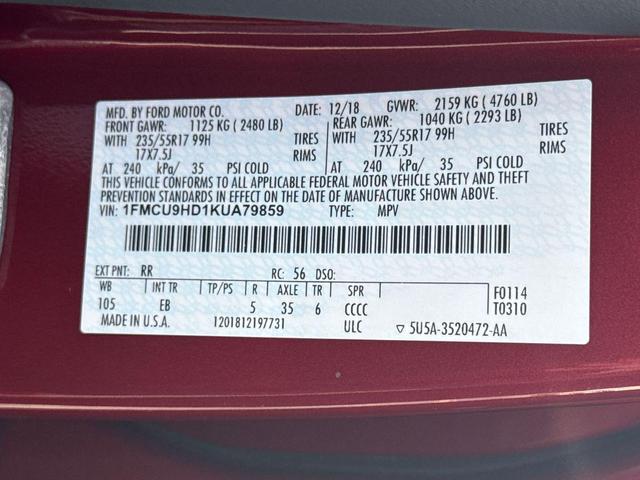 MFD. BY FORD MOTOR CO. DATE: 12/18 GVWR: 2159 KG ( 4760 LB)
FRONT GAWR: 1125 KG ( 2480 LB) REAR GAWR: 1040 KG ( 2293 LB)
WITH 235/55R17 99H TIRES WITH 235/55R17 99H TIRES
17X7.5J RIMS 17X7.5J RIMS
AT 240 kPa/ 35 PSI COLD AT 240 kPa/ 35 PSI COLD
THIS VEHICLE CONFORMS TO ALL APPLICABLE FEDERAL MOTOR VEHICLE SAFETY AND THEFT
PREVENTION STANDARDS IN EFFECT ON THE DATE OF MANUFACTURE SHOWN ABOVE.
VIN: 1FMCU9HD1KUA79859 TYPE: MPV
EXT PNT: RR RC: 56 DSO:
WB INT TR TP/PS R AXLE TR SPR F0114
105 EB 5 35 6 CCCC T0310
MADE IN U.S.A. 1201812197731 ULC ▽ 5U5A-3520472-AA